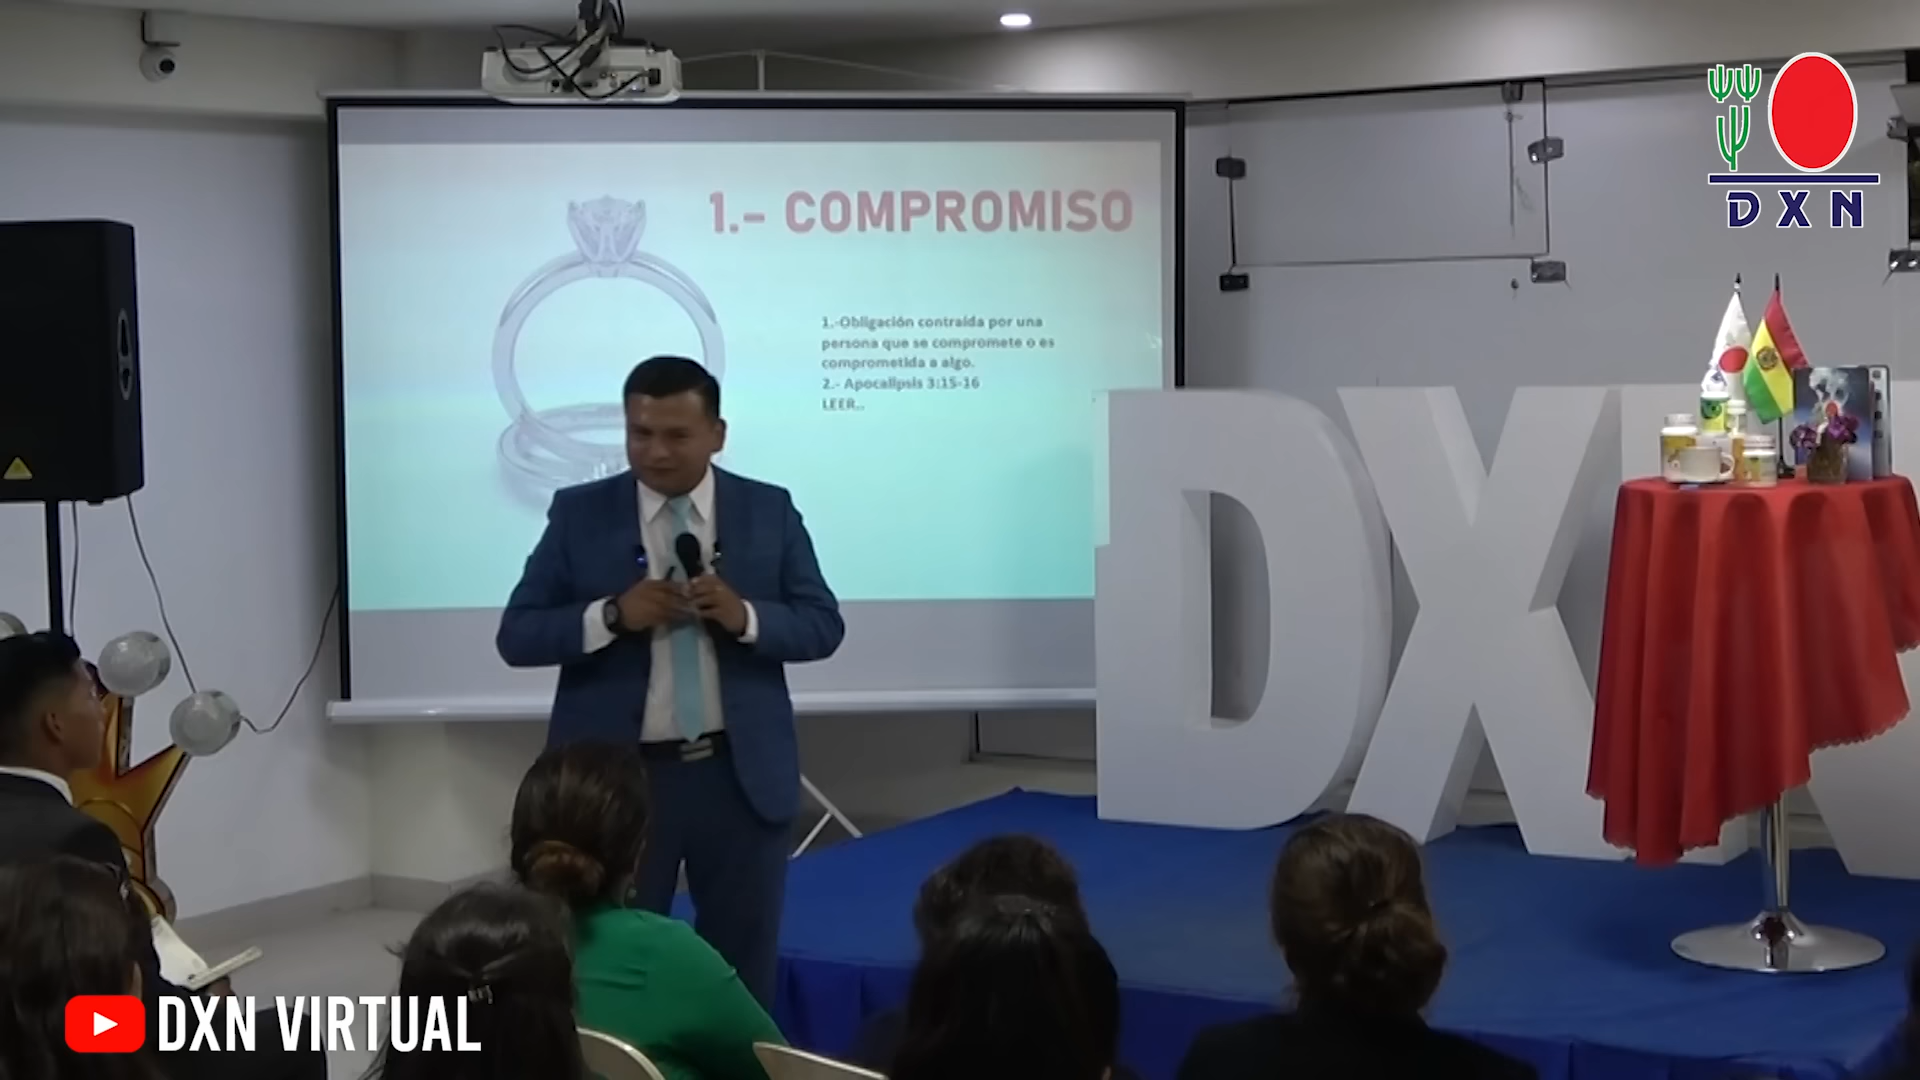 1.- COMPROMISO
1.-Obligación contraída por una
persona que se compromete o es
comprometida a algo.
2.- Apocalipsis 3:15-16
LEER..
DXN
DX
DXN VIRTUAL